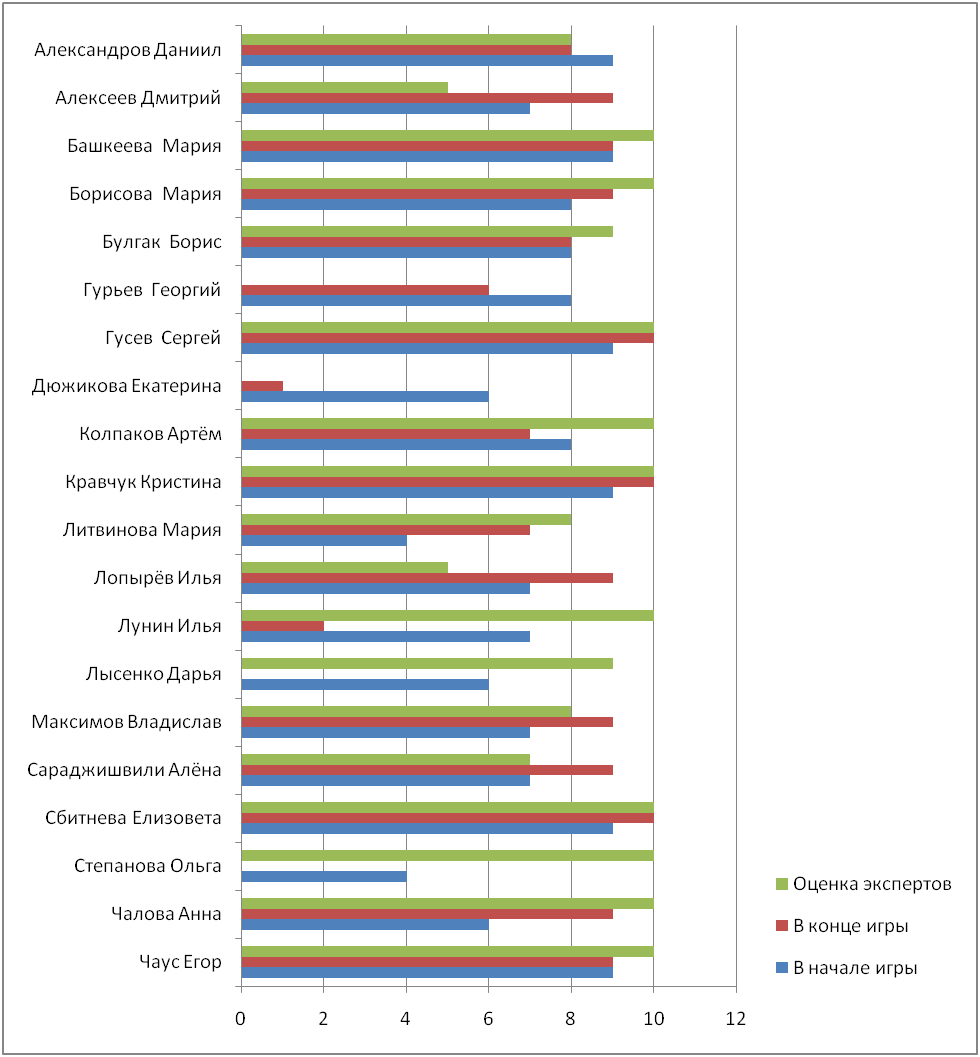 Александров Даниил
Алексеев Дмитрий
Башкеева  Мария
Борисова  Мария
Булгак  Борис
Гурьев  Георгий
Гусев  Сергей
Дюжикова Екатерина
Колпаков Артём
Кравчук Кристина
Литвинова Мария
Лопырёв Илья
Лунин Илья
Лысенко Дарья
Максимов Владислав
Сараджишвили Алёна
Сбитнева Елизовета
Степанова Ольга
Чалова Анна
Чаус Егор
0 2 4 6 8 10 12
Оценка экспертов
В конце игры
В начале игры